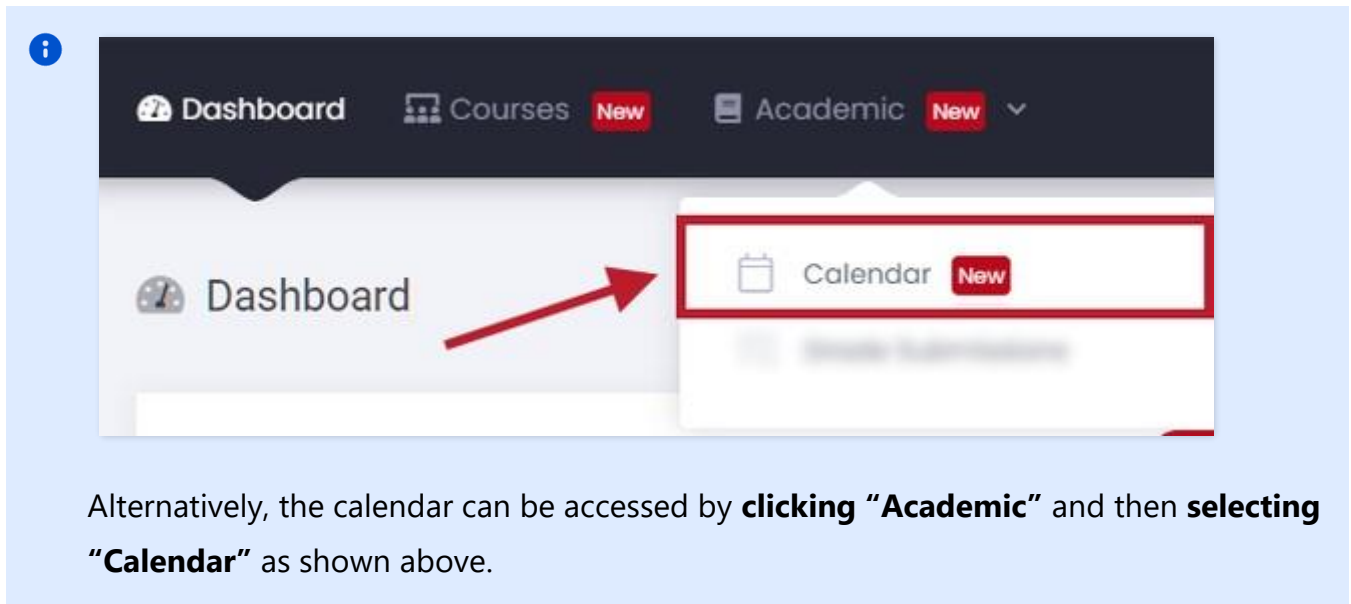 Dashboard Courses New Academic New
Dashboard
Calendar New
Alternatively, the calendar can be accessed by clicking “Academic” and then selecting
“Calendar” as shown above.